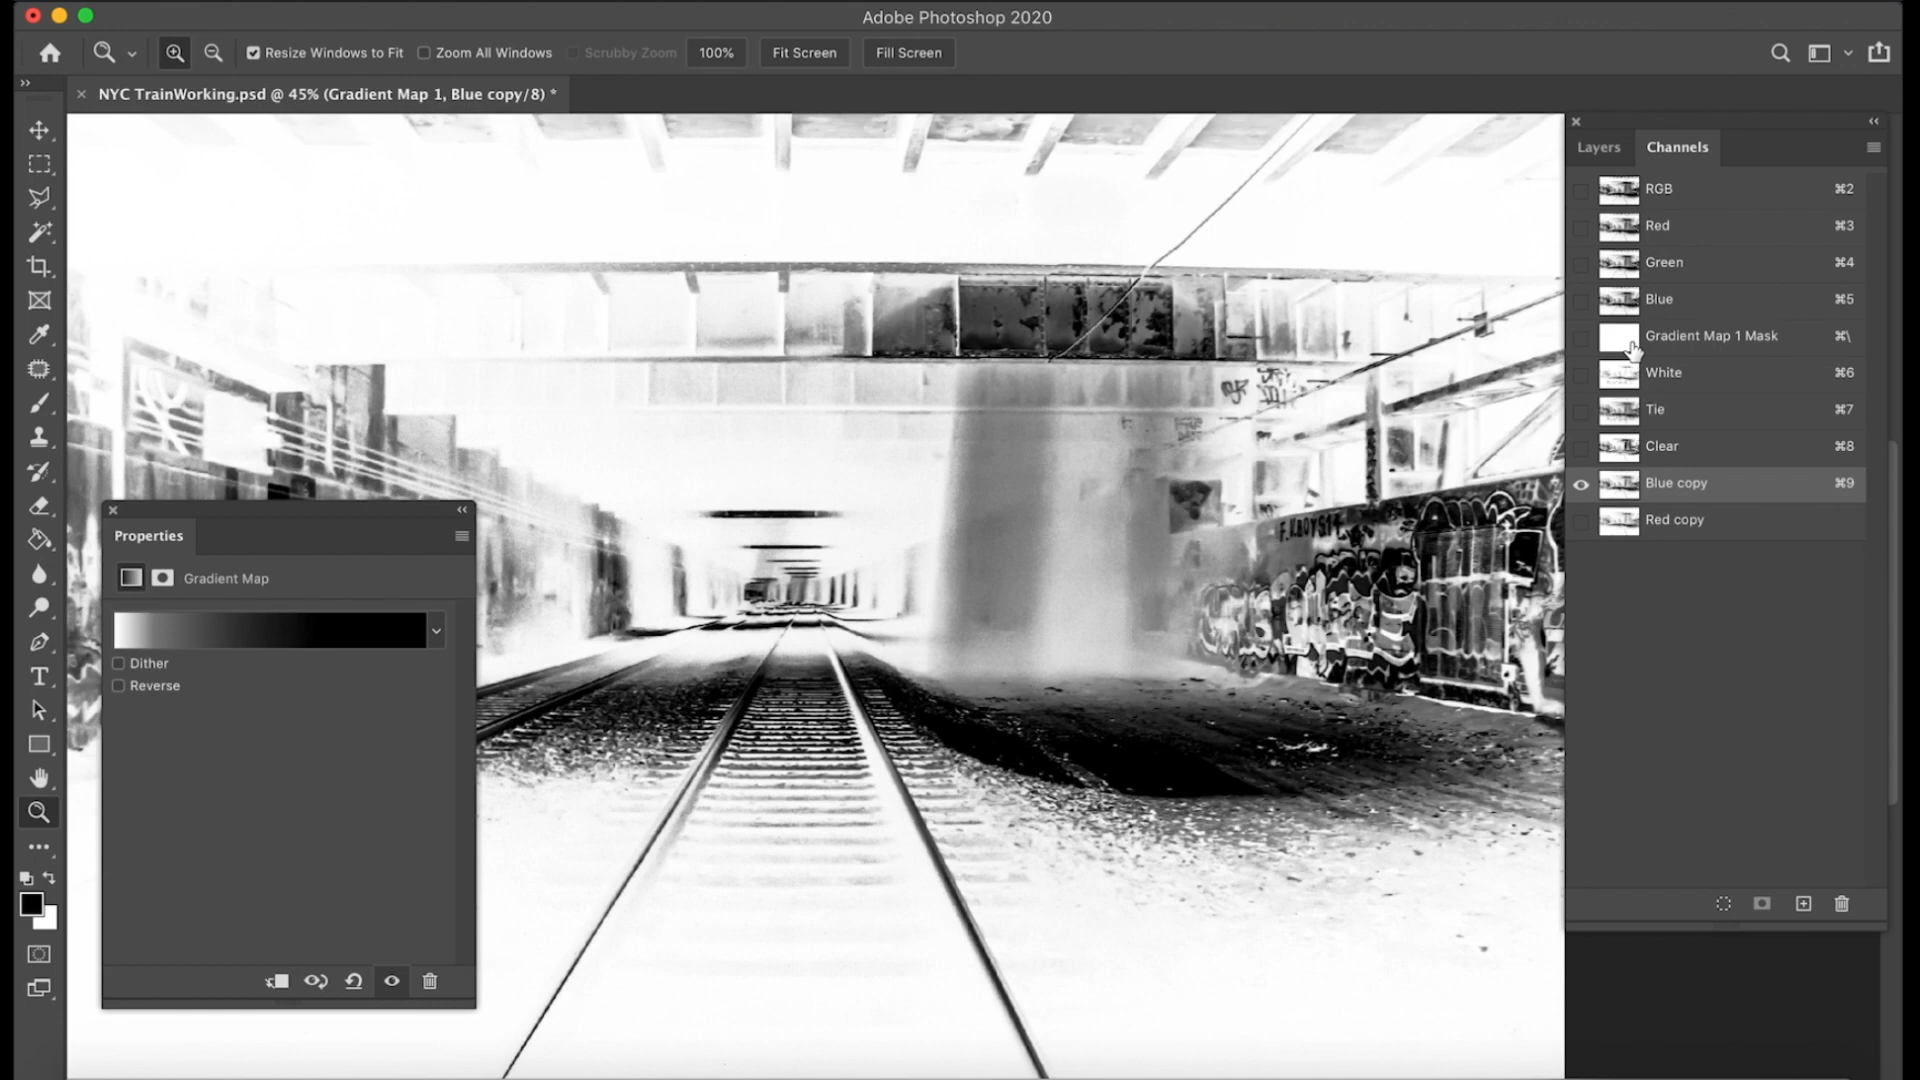 Adobe Photoshop 2020
Resize Windows to Fit
Zoom All Windows
Scrubby Zoom
100%
Fit Screen
Fill Screen
NYC TrainWorking.psd @ 45% (Gradient Map 1, Blue copy/8) *
Layers
Channels
RGB ⌘2
Red ⌘3
Green ⌘4
Blue ⌘5
Gradient Map 1 Mask ⌘\
White ⌘6
Tie ⌘7
Clear ⌘8
Blue copy ⌘9
Red copy
Properties
Gradient Map
Dither
Reverse